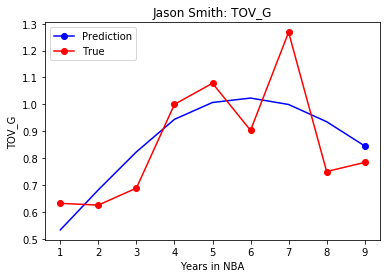 Jason Smith: TOV_G
Prediction
True
TOV_G
1.3
1.2
1.1
1.0
0.9
0.8
0.7
0.6
0.5
1 2 3 4 5 6 7 8 9
Years in NBA